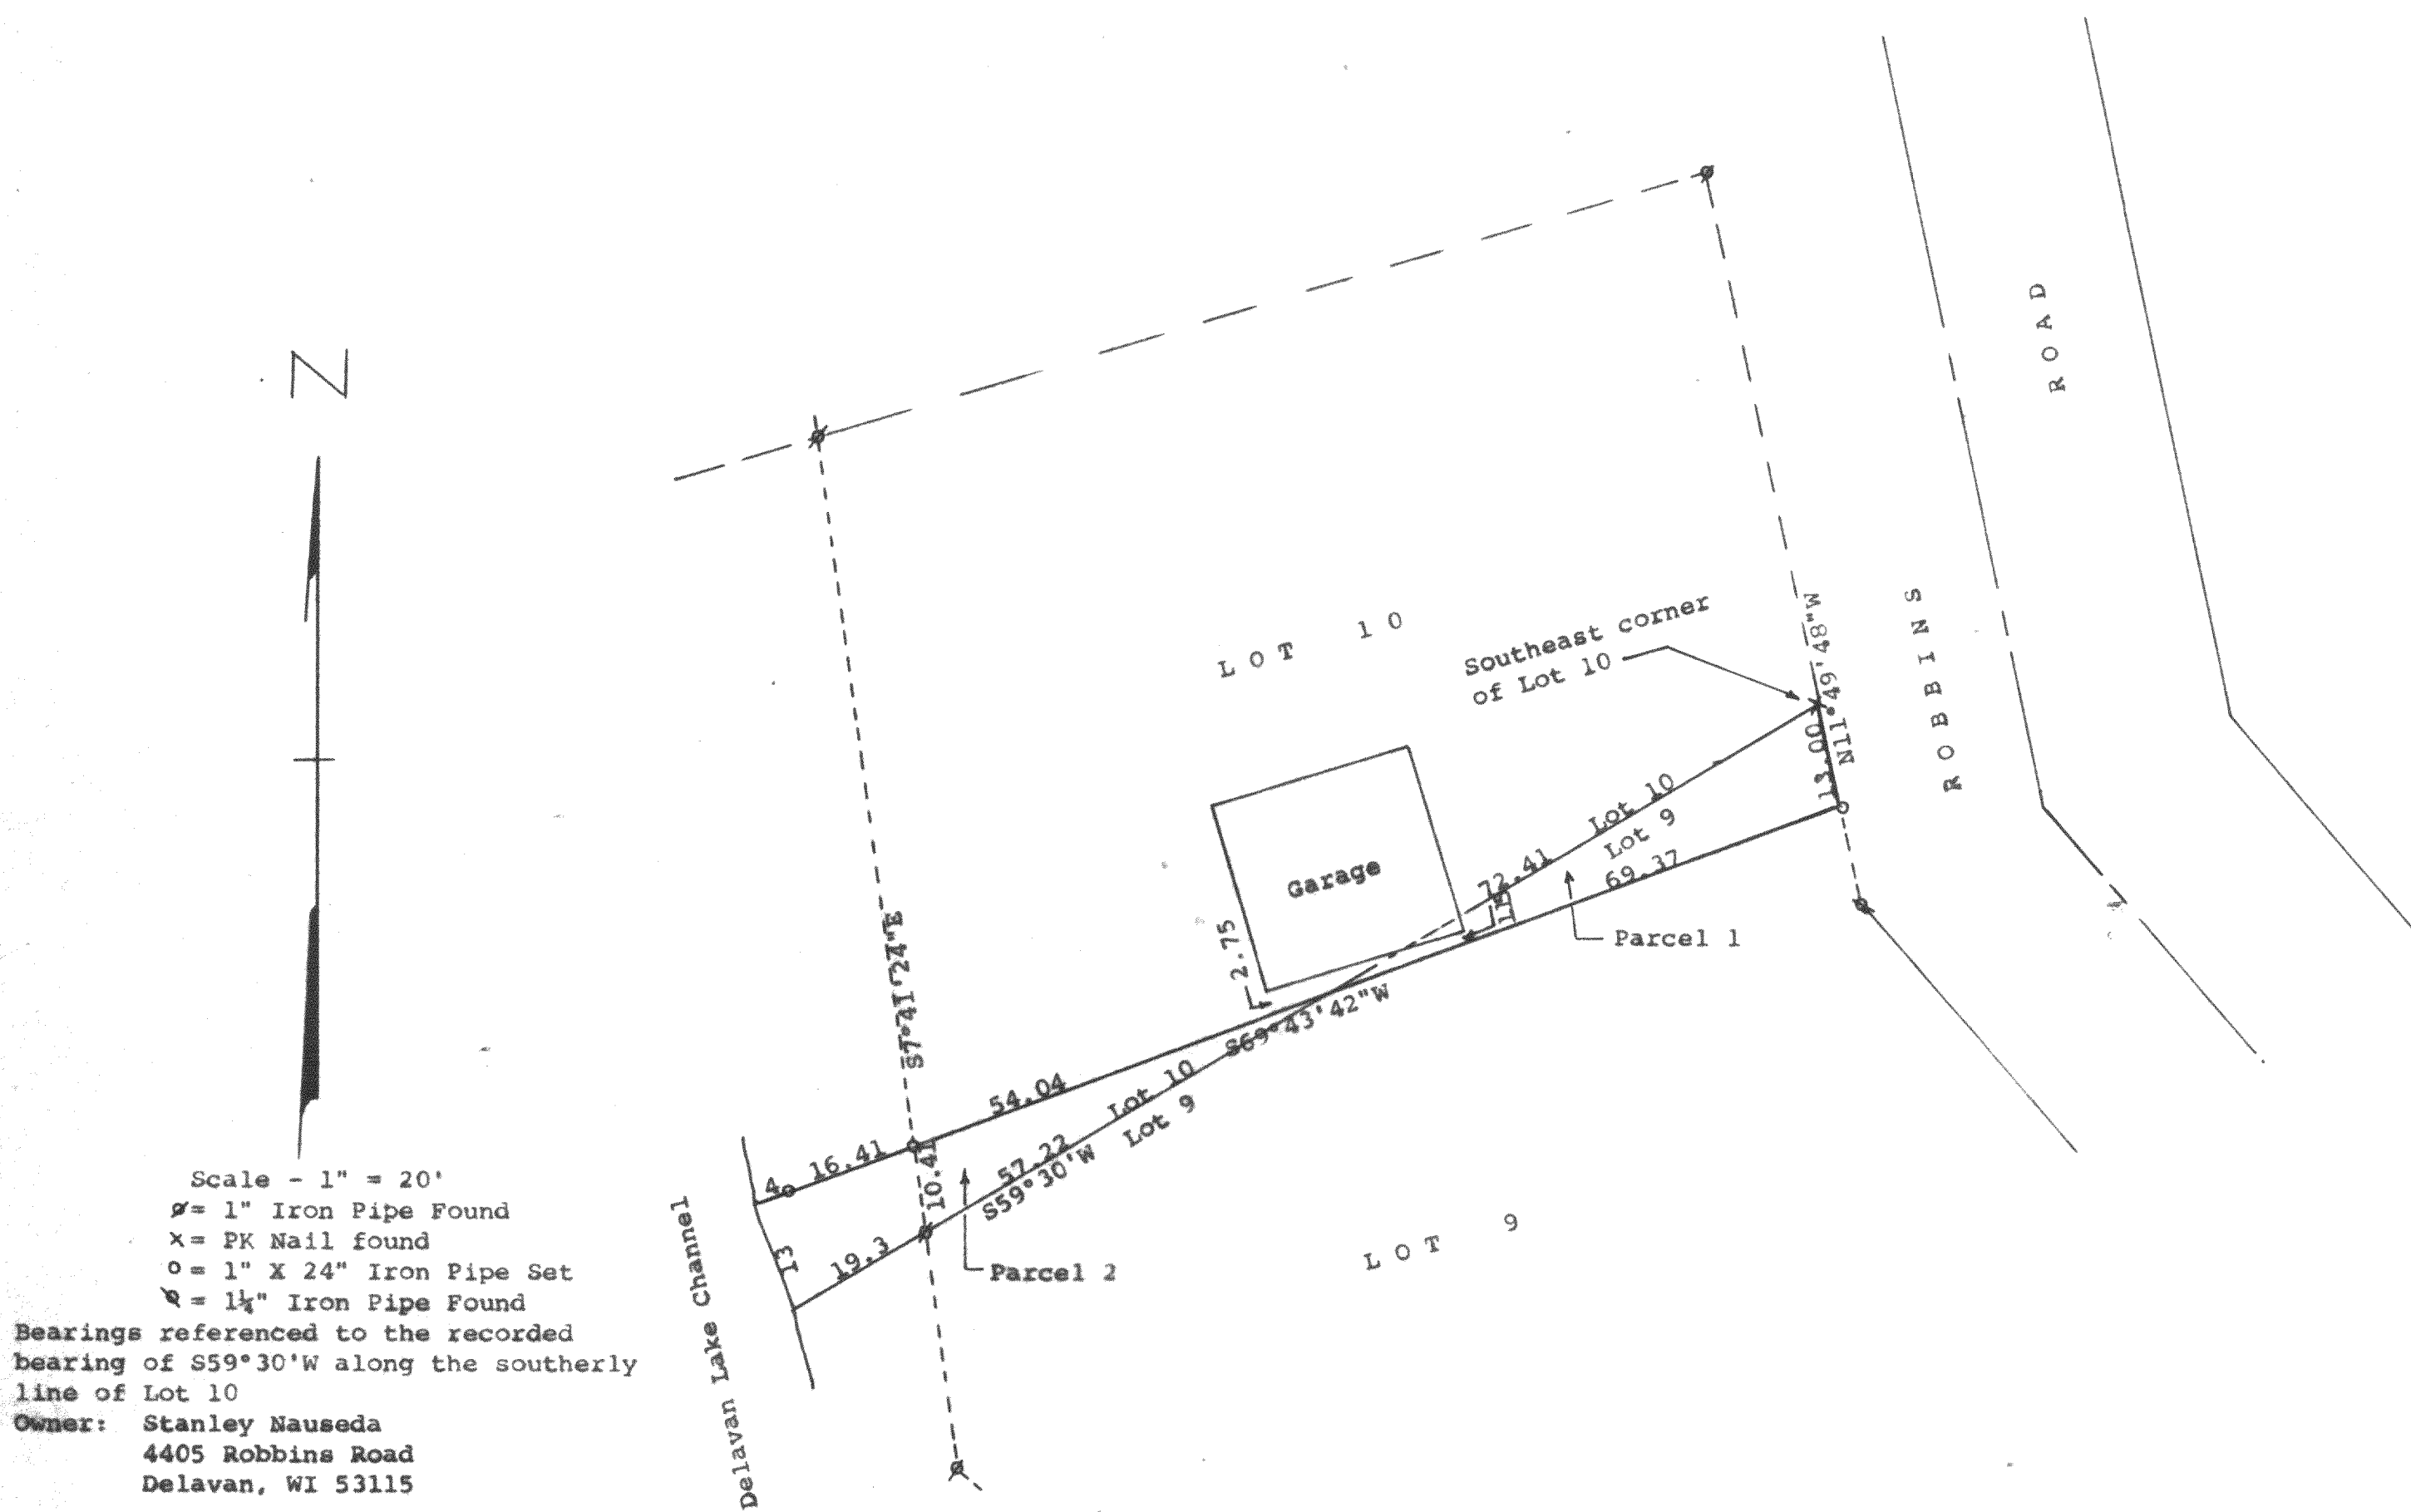 N
ROAD
ROBBINS
LOT 10
Southeast corner
of Lot 10
N11°49'48"W
13.00
Lot 10
Lot 9
72.41
69.37
Garage
2.75
Parcel 1
S7°41'24"E
S69°43'42"W
54.04
Lot 10
Lot 9
57.22
S59°30'W
16.41
4
10.41
13
19.3
Parcel 2
LOT 9
Delavan Lake Channel
Scale - 1" = 20'
ø= 1" Iron Pipe Found
x= PK Nail found
o= 1" X 24" Iron Pipe Set
= 1¼" Iron Pipe Found
Bearings referenced to the recorded
bearing of S59°30'W along the southerly
line of Lot 10
Owner: Stanley Nauseda
4405 Robbins Road
Delavan, WI 53115